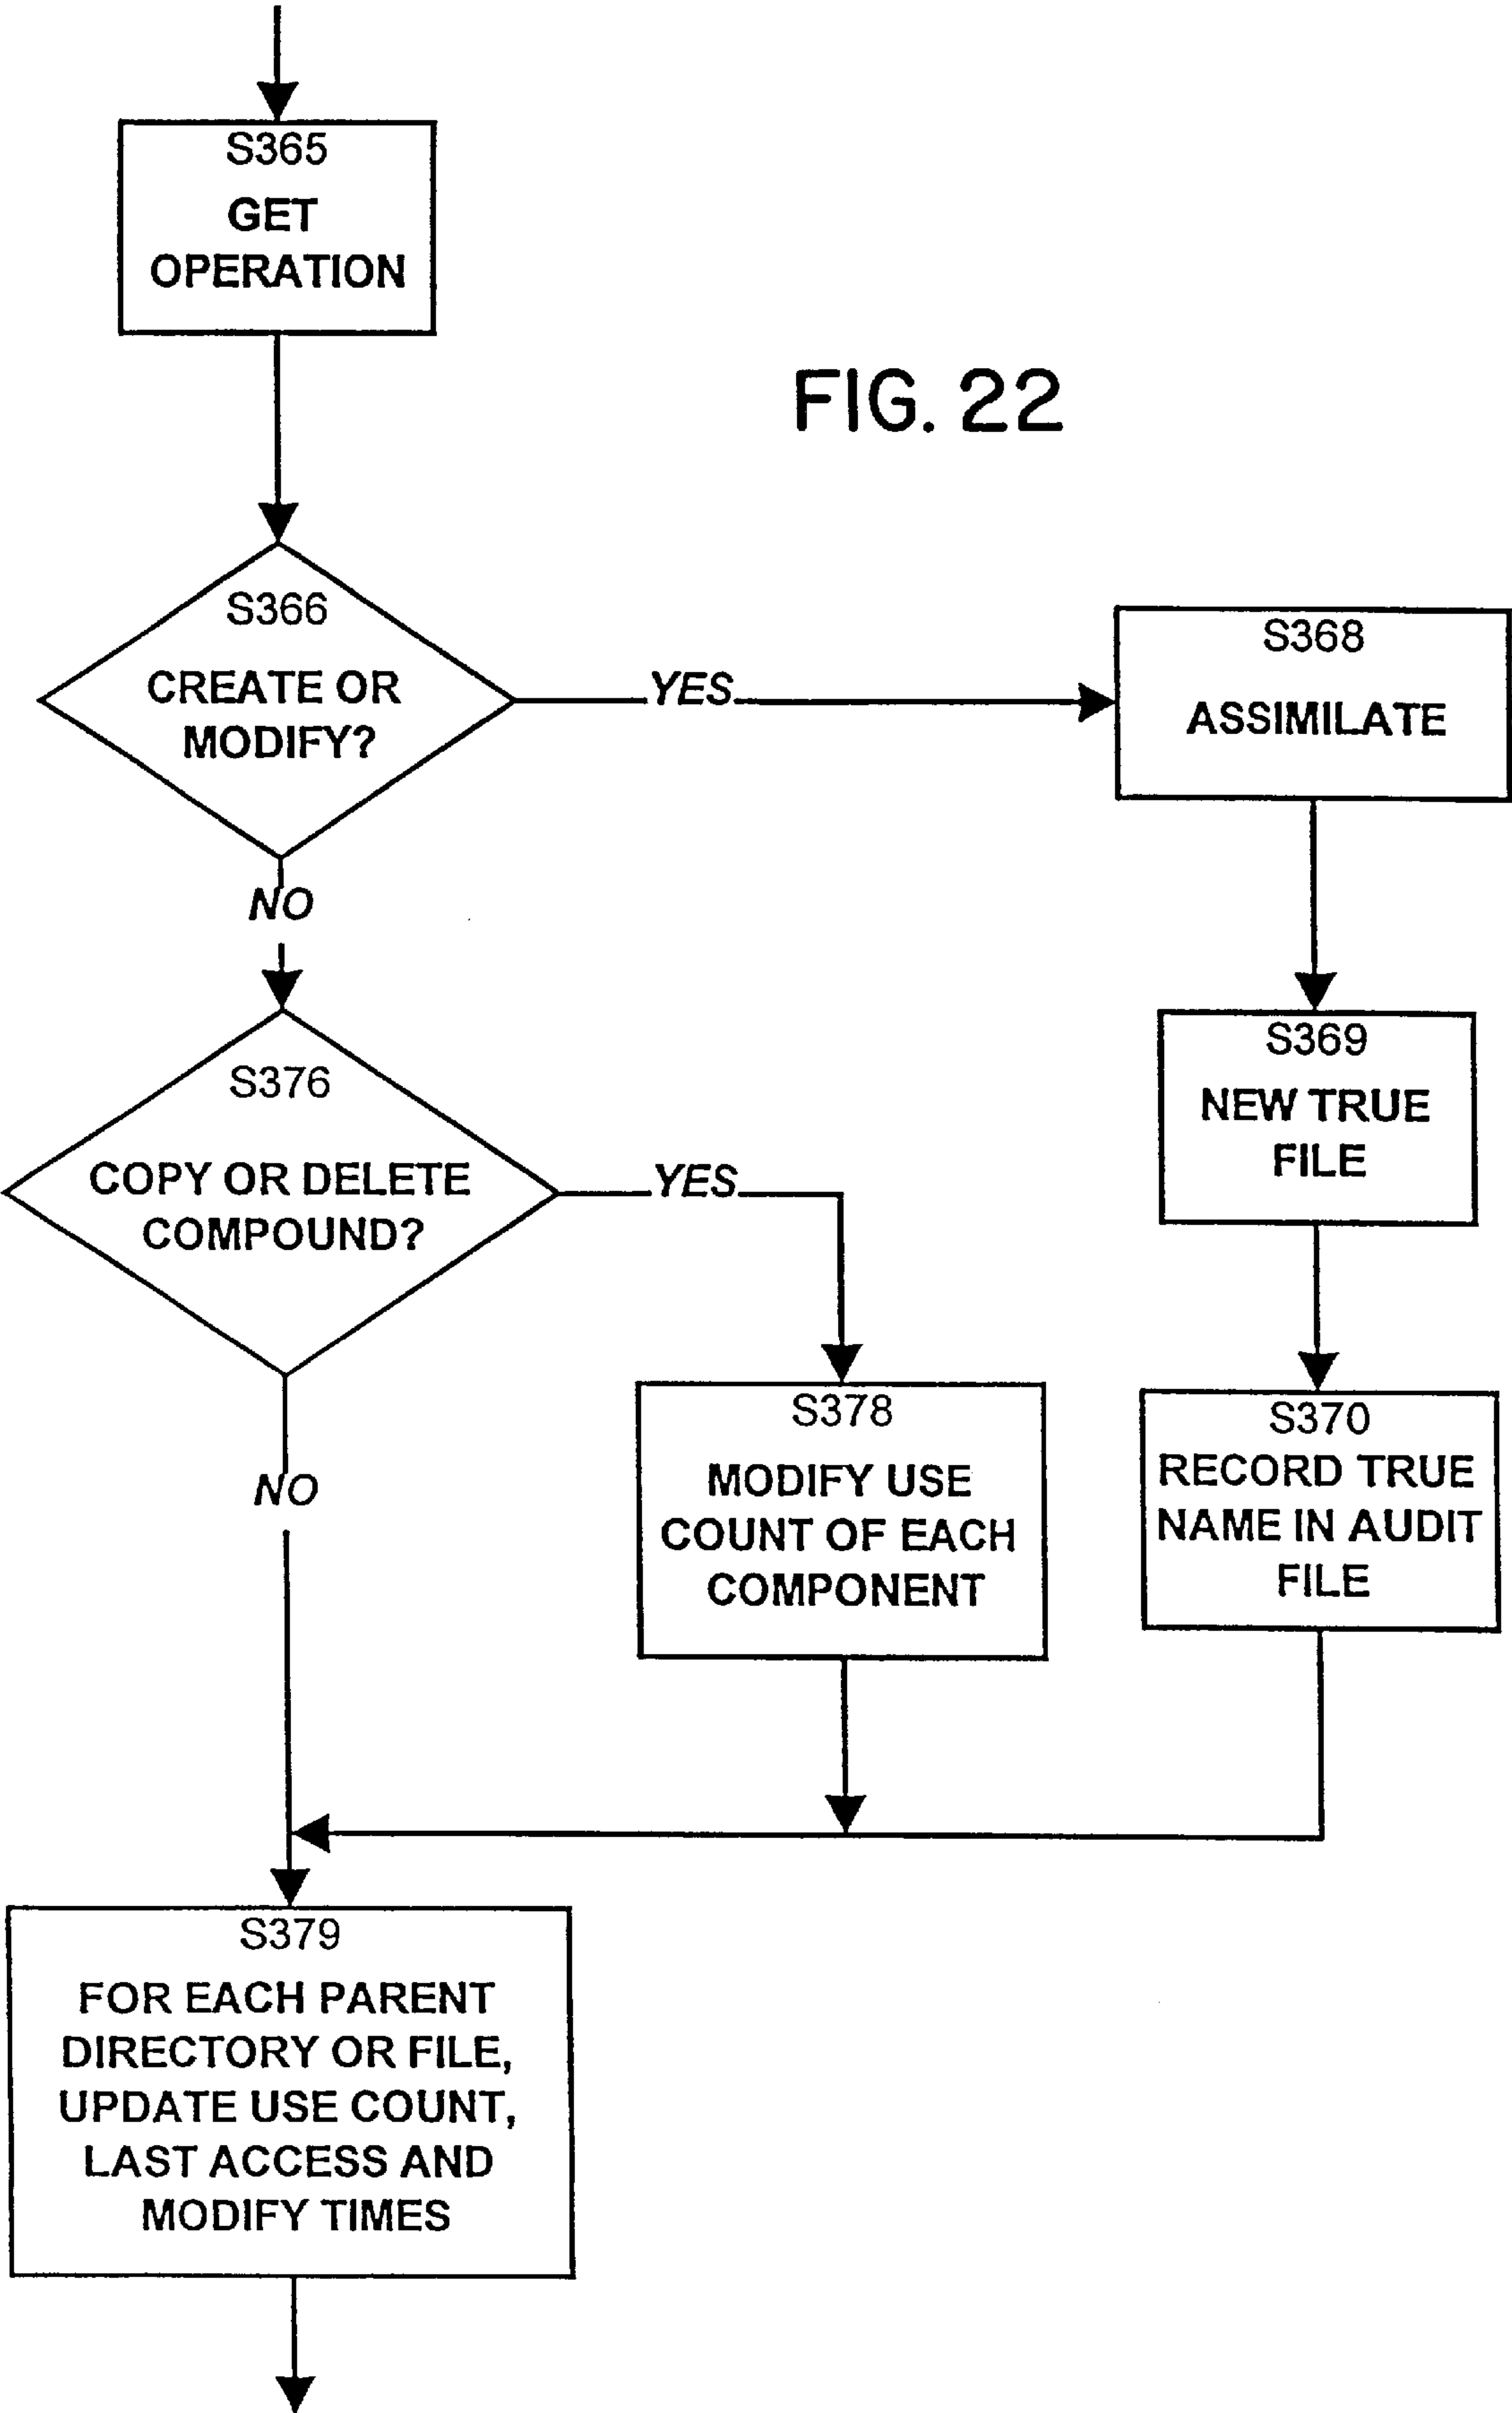 S365
GET
OPERATION
FIG. 22
S366
CREATE OR
MODIFY?
YES
S368
ASSIMILATE
NO
S369
NEW TRUE
FILE
S376
COPY OR DELETE
COMPOUND?
YES
S378
MODIFY USE
COUNT OF EACH
COMPONENT
S370
RECORD TRUE
NAME IN AUDIT
FILE
NO
S379
FOR EACH PARENT
DIRECTORY OR FILE,
UPDATE USE COUNT,
LAST ACCESS AND
MODIFY TIMES